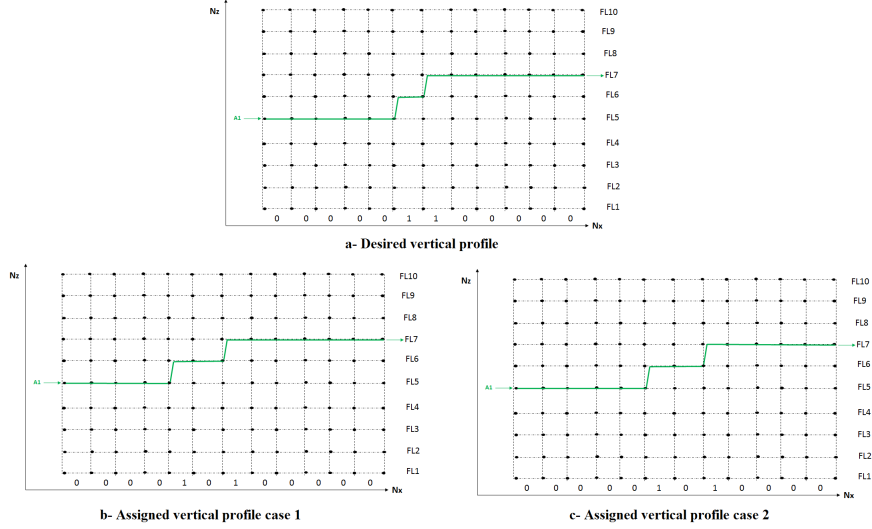 Nz
FL10
FL9
FL8
FL7
FL6
A1
FL5
FL4
FL3
FL2
FL1
0 0 0 0 0 1 1 0 0 0 0 0
Nx
a- Desired vertical profile
Nz
FL10
FL9
FL8
FL7
FL6
A1
FL5
FL4
FL3
FL2
FL1
0 0 0 0 1 0 1 0 0 0 0 0
Nx
b- Assigned vertical profile case 1
Nz
FL10
FL9
FL8
FL7
FL6
A1
FL5
FL4
FL3
FL2
FL1
0 0 0 0 0 1 0 1 0 0 0 0
Nx
c- Assigned vertical profile case 2